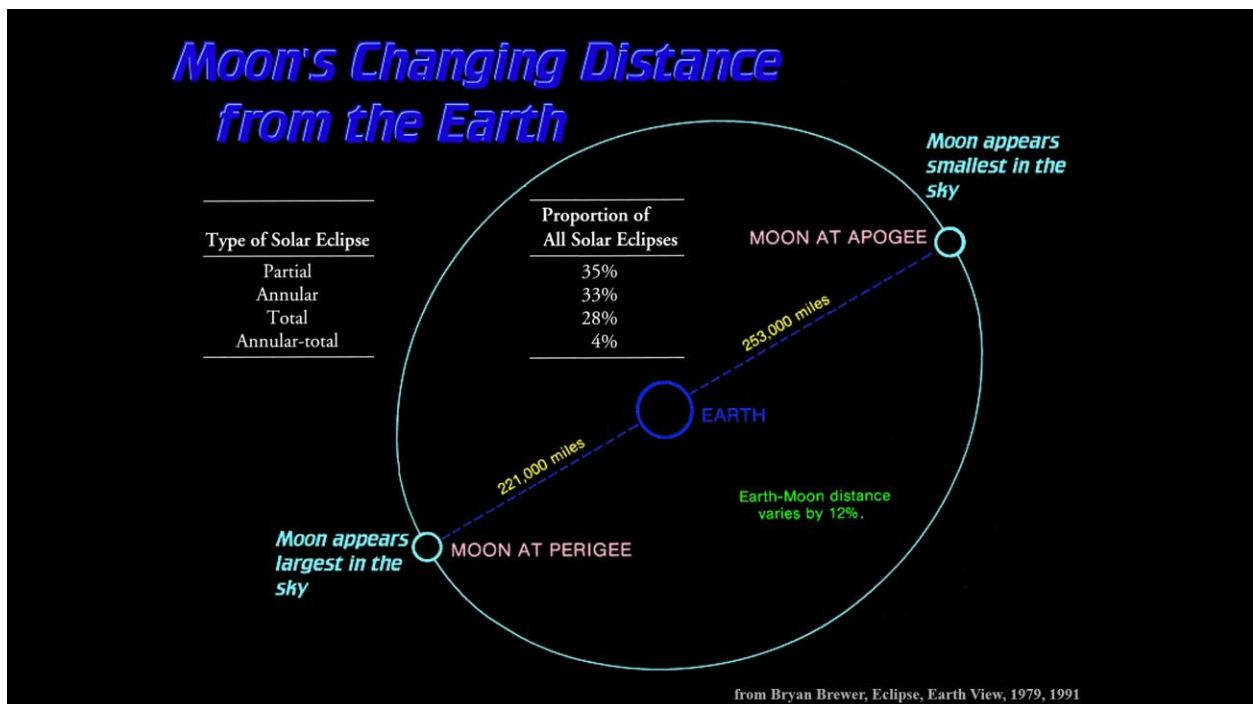 Moon's Changing Distance
from the Earth
Moon appears
smallest in the
sky
Type of Solar Eclipse
Proportion of
All Solar Eclipses
Partial 35%
Annular 33%
Total 28%
Annular-total 4%
MOON AT APOGEE
253,000 miles
EARTH
221,000 miles
Earth-Moon distance
varies by 12%.
Moon appears
largest in the
sky
MOON AT PERIGEE
from Bryan Brewer, Eclipse, Earth View, 1979, 1991